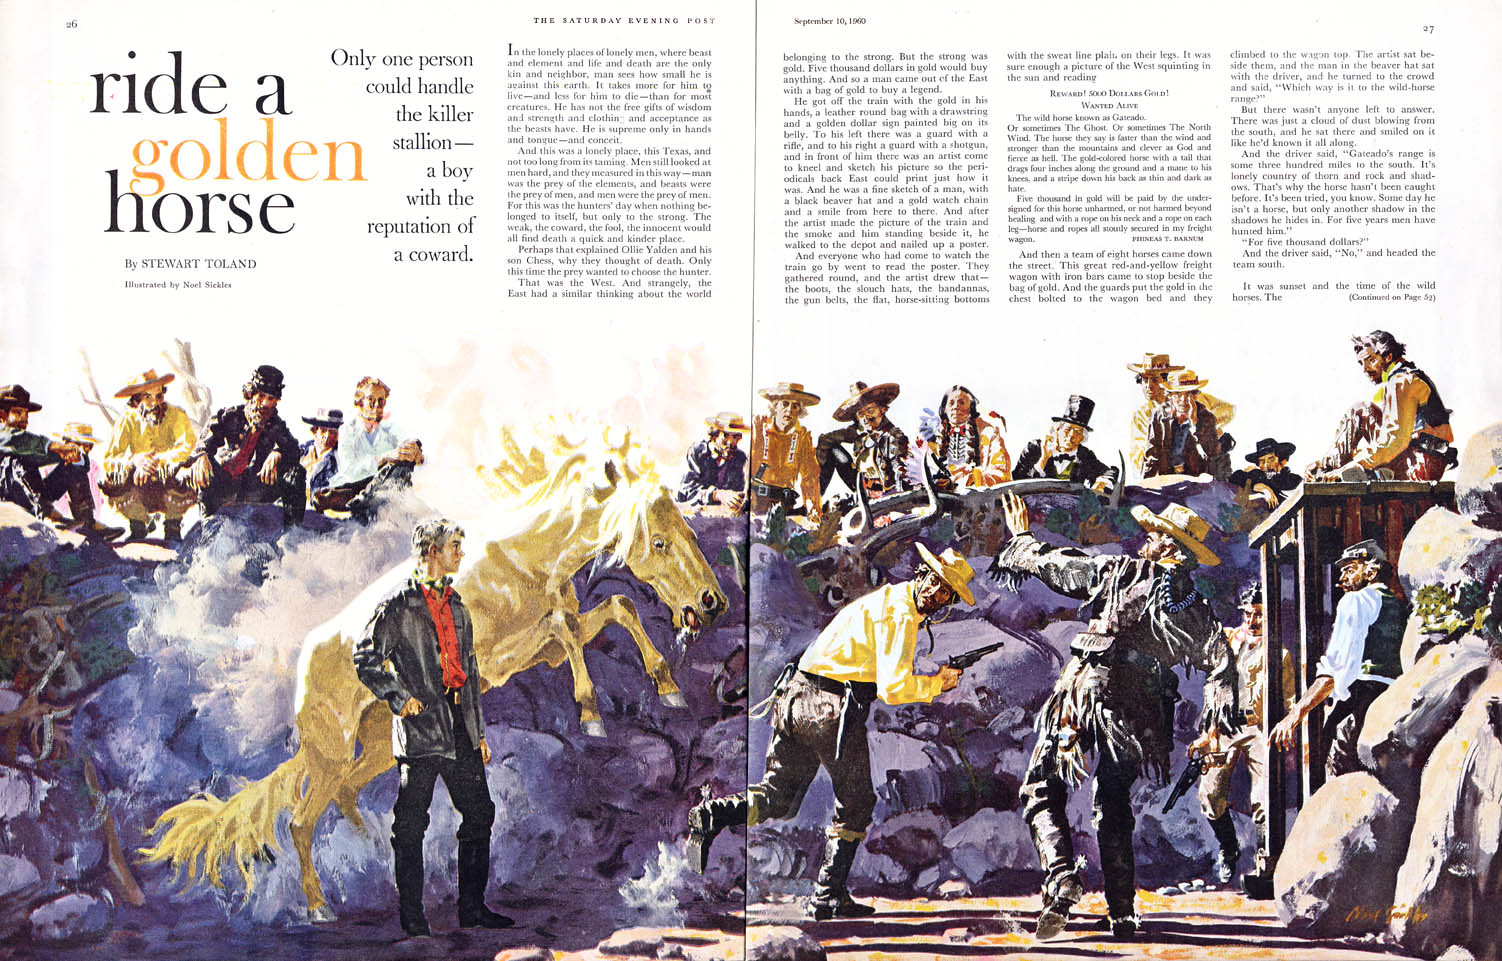 26
THE SATURDAY EVENING POST
ride a
golden
horse
By STEWART TOLAND
Illustrated by Noel Sickles
Only one person
could handle
the killer
stallion—
a boy
with the
reputation of
a coward.
In the lonely places of lonely men, where beast
and element and life and death are the only
kin and neighbor, man sees how small he is
against this earth. It takes more for him to
live—and less for him to die—than for most
creatures. He has not the free gifts of wisdom
and strength and clothing and acceptance as
the beasts have. He is supreme only in hands
and tongue—and conceit.
And this was a lonely place, this Texas, and
not too long from its taming. Men still looked at
men hard, and they measured in this way—man
was the prey of the elements, and beasts were
the prey of men, and men were the prey of men.
For this was the hunters' day when nothing be-
longed to itself, but only to the strong. The
weak, the coward, the fool, the innocent would
all find death a quick and kinder place.
Perhaps that explained Ollie Yalden and his
son Chess, why they thought of death. Only
this time the prey wanted to choose the hunter.
That was the West. And strangely, the
East had a similar thinking about the world
September 10, 1960
27
belonging to the strong. But the strong was
gold. Five thousand dollars in gold would buy
anything. And so a man came out of the East
with a bag of gold to buy a legend.
He got off the train with the gold in his
hands, a leather round bag with a drawstring
and a golden dollar sign painted big on its
belly. To his left there was a guard with a
rifle, and to his right a guard with a shotgun,
and in front of him there was an artist come
to kneel and sketch his picture so the peri-
odicals back East could print just how it
was. And he was a fine sketch of a man, with
a black beaver hat and a gold watch chain
and a smile from here to there. And after
the artist made the picture of the train and
the smoke and him standing beside it, he
walked to the depot and nailed up a poster.
And everyone who had come to watch the
train go by went to read the poster. They
gathered round, and the artist drew that—
the boots, the slouch hats, the bandannas,
the gun belts, the flat, horse-sitting bottoms
with the sweat line plain on their legs. It was
sure enough a picture of the West squinting in
the sun and reading
REWARD! 5000 DOLLARS GOLD!
WANTED ALIVE
The wild horse known as Gateado.
Or sometimes The Ghost. Or sometimes The North
Wind. The horse they say is faster than the wind and
stronger than the mountains and clever as God and
fierce as hell. The gold-colored horse with a tail that
drags four inches along the ground and a mane to his
knees, and a stripe down his back as thin and dark as
hate.
Five thousand in gold will be paid by the under-
signed for this horse unharmed, or not harmed beyond
healing and with a rope on his neck and a rope on each
leg—horse and ropes all stoutly secured in my freight
wagon. PHINEAS T. BARNUM
And then a team of eight horses came down
the street. This great red-and-yellow freight
wagon with iron bars came to stop beside the
bag of gold. And the guards put the gold in the
chest bolted to the wagon bed and they
climbed to the wagon top. The artist sat be-
side them, and the man in the beaver hat sat
with the driver, and he turned to the crowd
and said, "Which way is it to the wild-horse
range?"
But there wasn't anyone left to answer.
There was just a cloud of dust blowing from
the south, and he sat there and smiled on it
like he'd known it all along.
And the driver said, "Gateado's range is
some three hundred miles to the south. It's
lonely country of thorn and rock and shad-
ows. That's why the horse hasn't been caught
before. It's been tried, you know. Some day he
isn't a horse, but only another shadow in the
shadows he hides in. For five years men have
hunted him."
"For five thousand dollars?"
And the driver said, "No," and headed the
team south.
It was sunset and the time of the wild
horses. The (Continued on Page 52)
Noel Sickles